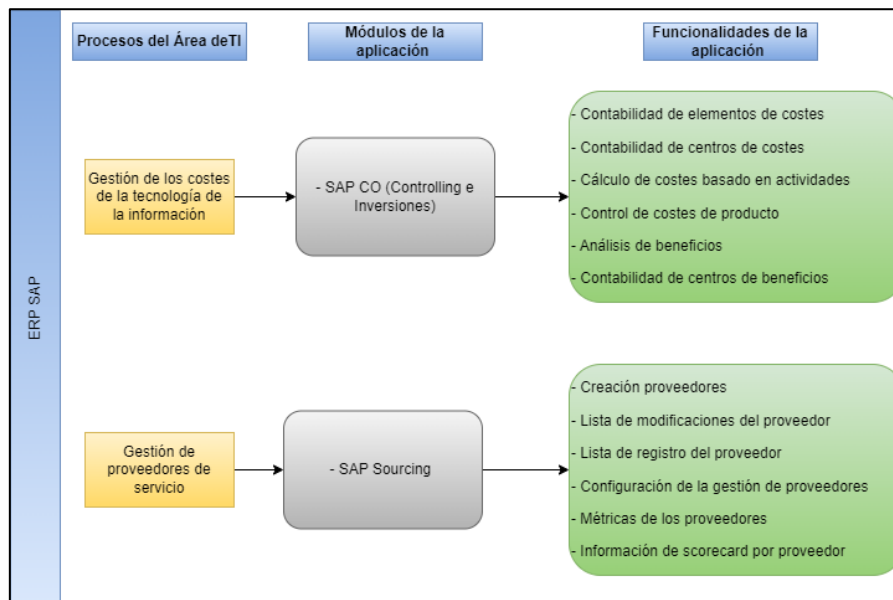 Procesos del Área deTI
Módulos de la
aplicación
Funcionalidades de la
aplicación
ERP SAP
Gestión de los costes
de la tecnología de
la información
- SAP CO (Controlling e
Inversiones)
- Contabilidad de elementos de costes
- Contabilidad de centros de costes
- Cálculo de costes basado en actividades
- Control de costes de producto
- Análisis de beneficios
- Contabilidad de centros de beneficios
Gestión de
proveedores de
servicio
- SAP Sourcing
- Creación proveedores
- Lista de modificaciones del proveedor
- Lista de registro del proveedor
- Configuración de la gestión de proveedores
- Métricas de los proveedores
- Información de scorecard por proveedor